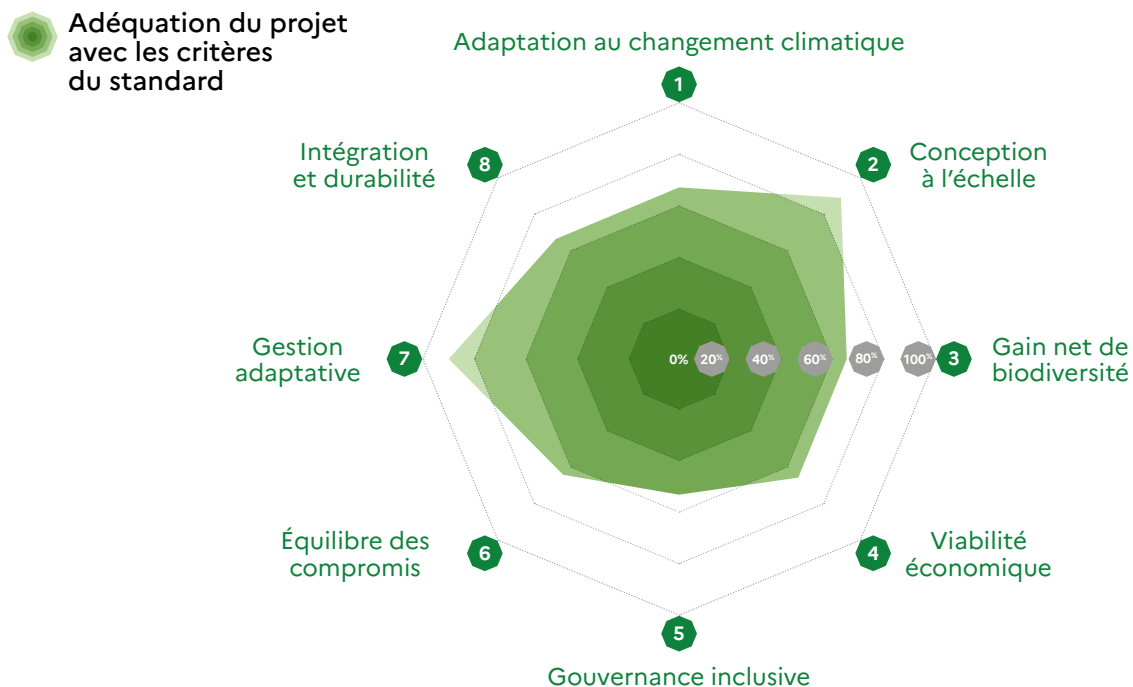 Adéquation du projet
avec les critères
du standard
Adaptation au changement climatique
1
2
Conception
à l'échelle
0%
20%
40%
60%
80%
100%
3
Gain net de
biodiversité
4
Viabilité
économique
5
Gouvernance inclusive
6
Équilibre des
compromis
7
Gestion
adaptative
8
Intégration
et durabilité